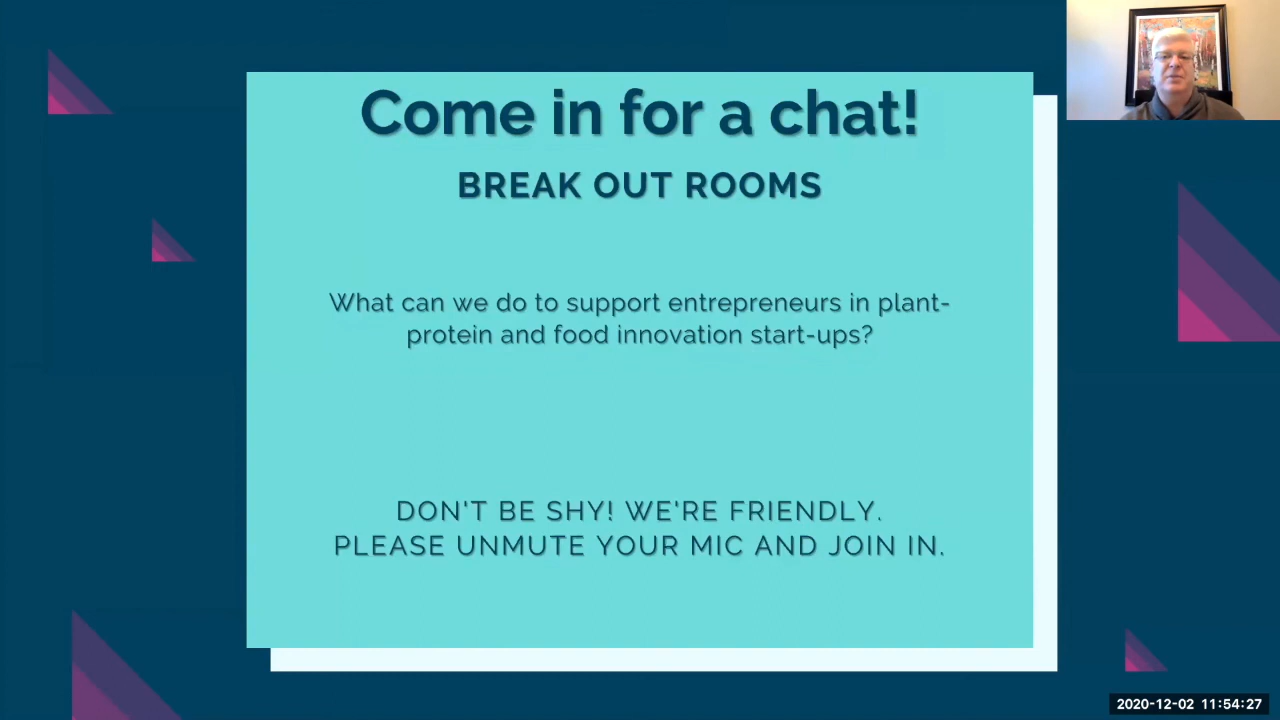 Come in for a chat!
BREAK OUT ROOMS
What can we do to support entrepreneurs in plant-
protein and food innovation start-ups?
DON'T BE SHY! WE'RE FRIENDLY.
PLEASE UNMUTE YOUR MIC AND JOIN IN.
2020-12-02 11:54:27